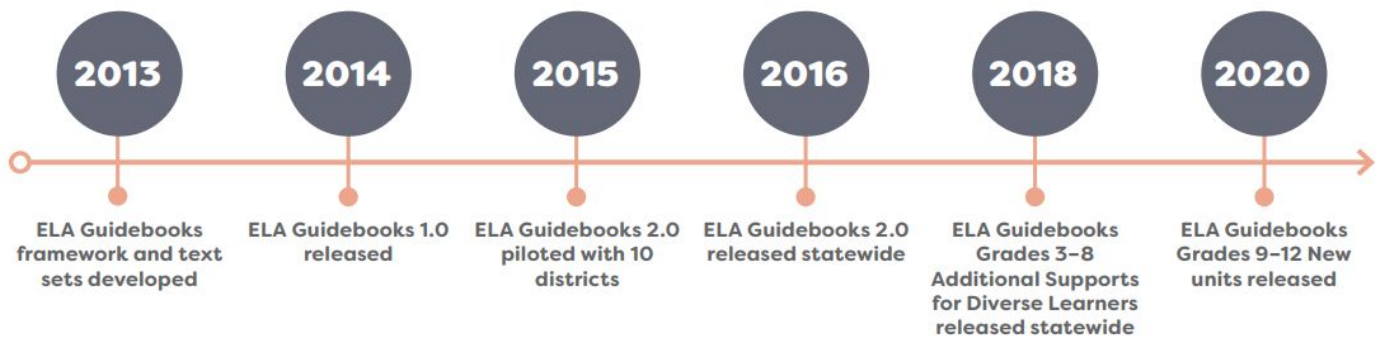 2013
2014
2015
2016
2018
2020
ELA Guidebooks
framework and text
sets developed
ELA Guidebooks 1.0
released
ELA Guidebooks 2.0
piloted with 10
districts
ELA Guidebooks 2.0
released statewide
ELA Guidebooks
Grades 3–8
Additional Supports
for Diverse Learners
released statewide
ELA Guidebooks
Grades 9–12 New
units released